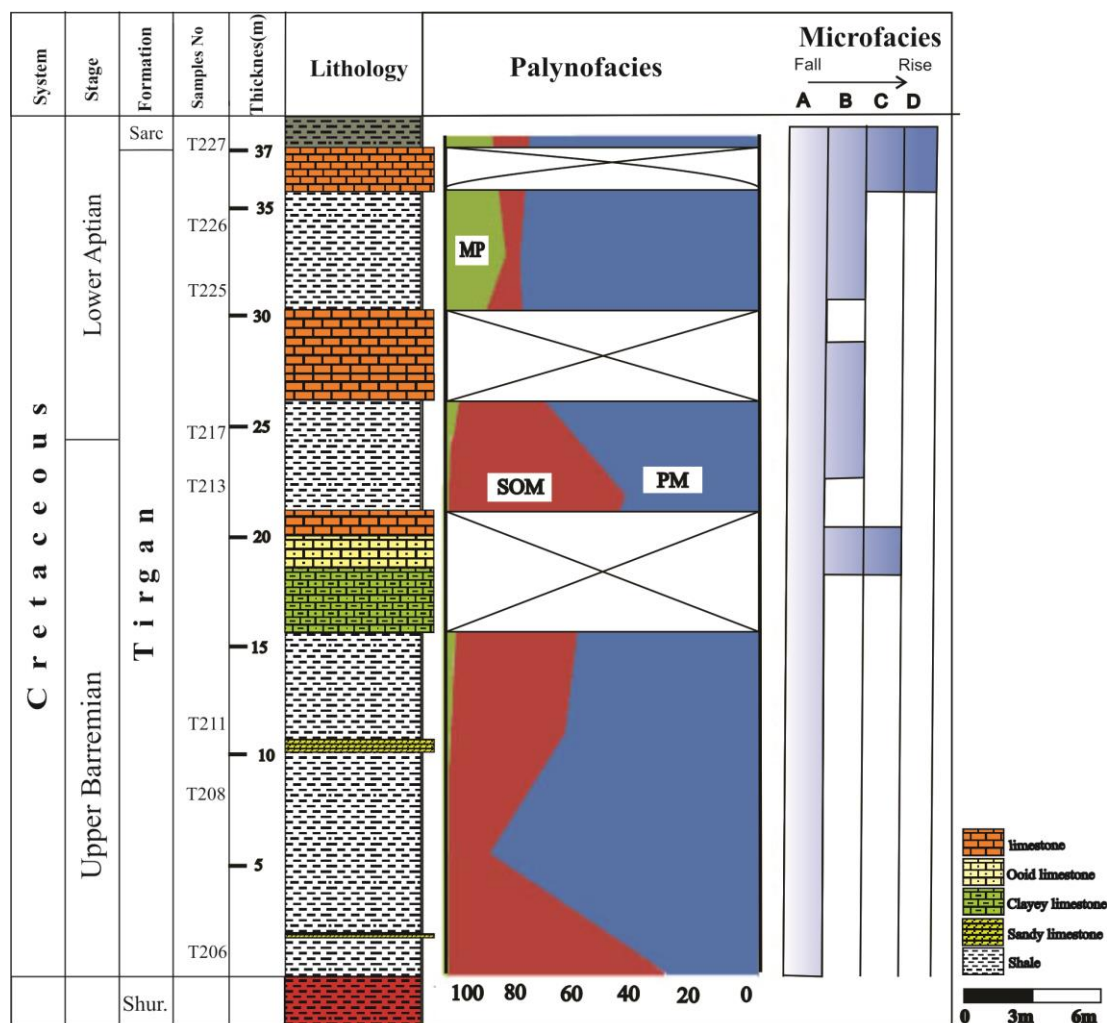 System
Stage
Formation
Samples No
Thicknes(m)
Lithology
Palynofacies
Microfacies
Fall
Rise
A B C D
Cretaceous
Lower Aptian
Upper Barremian
Sarc
Tirgan
Shur.
T227
T226
T225
T217
T213
T211
T208
T206
37
35
30
25
20
15
10
5
MP
SOM
PM
100 80 60 40 20 0
limestone
Ooid limestone
Clayey limestone
Sandy limestone
Shale
0 3m 6m